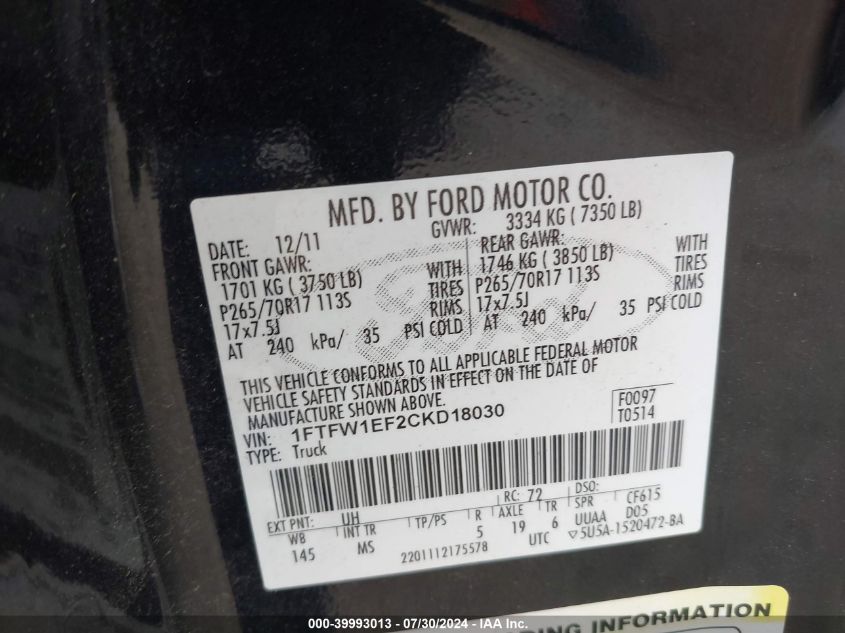 MFD. BY FORD MOTOR CO.
DATE: 12/11 GVWR: 3334 KG ( 7350 LB)
FRONT GAWR: REAR GAWR:
1701 KG ( 3750 LB) WITH 1746 KG ( 3850 LB) WITH
P265/70R17 113S TIRES P265/70R17 113S TIRES
17x7.5J RIMS 17x7.5J RIMS
AT 240 kPa/ 35 PSI COLD AT 240 kPa/ 35 PSI COLD
Ford
THIS VEHICLE CONFORMS TO ALL APPLICABLE FEDERAL MOTOR
VEHICLE SAFETY STANDARDS IN EFFECT ON THE DATE OF
MANUFACTURE SHOWN ABOVE.
VIN: 1FTFW1EF2CKD18030 F0097
TYPE: Truck T0514
EXT PNT: UH RC: 72 DSO: CF615
WB INT TR TP/PS R AXLE TR SPR D05
145 MS 5 19 6 UUAA
2201112175578 UTC ▽5U5A-1520472-BA
ING INFORMATION
000-39993013 / 07/30/2024 - IAA Inc.